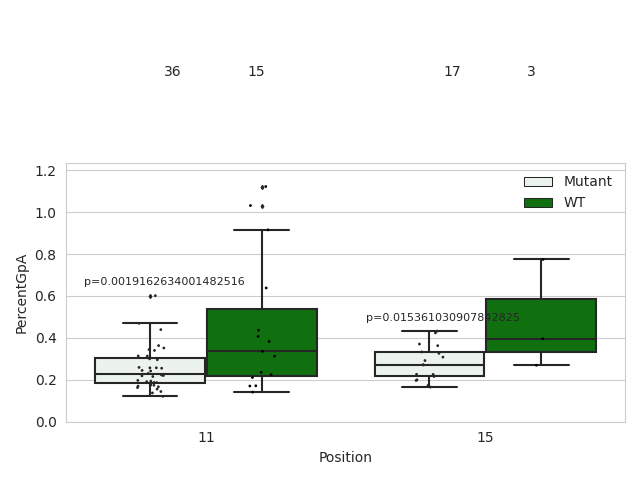 36 15 17 3
1.2
Mutant
WT
1.0
0.8
p=0.0019162634001482516
0.6
p=0.015361030907842825
0.4
0.2
0.0
PercentGpA
11 15
Position